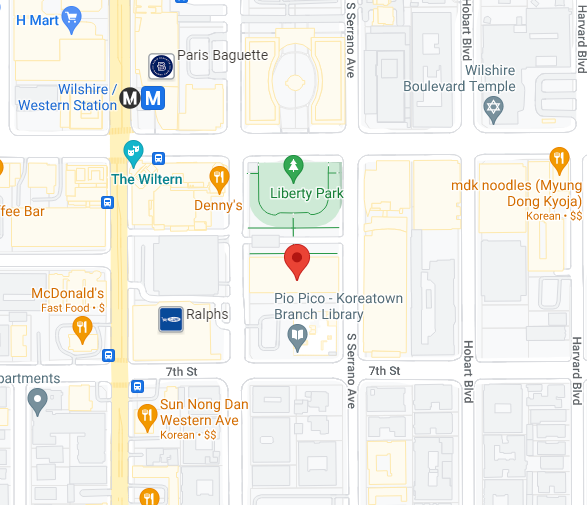 H Mart
S Serrano Ave
Hobart Blvd
Harvard Blvd
Paris Baguette
Wilshire /
Western Station
M
M
Wilshire
Boulevard Temple
The Wiltern
Denny's
Liberty Park
mdk noodles (Myung
Dong Kyoja)
Korean • $$
fee Bar
McDonald's
Fast Food • $
Ralphs
Pio Pico - Koreatown
Branch Library
S Serrano Ave
Hobart Blvd
Harvard Blvd
7th St
7th St
partments
Sun Nong Dan
Western Ave
Korean • $$